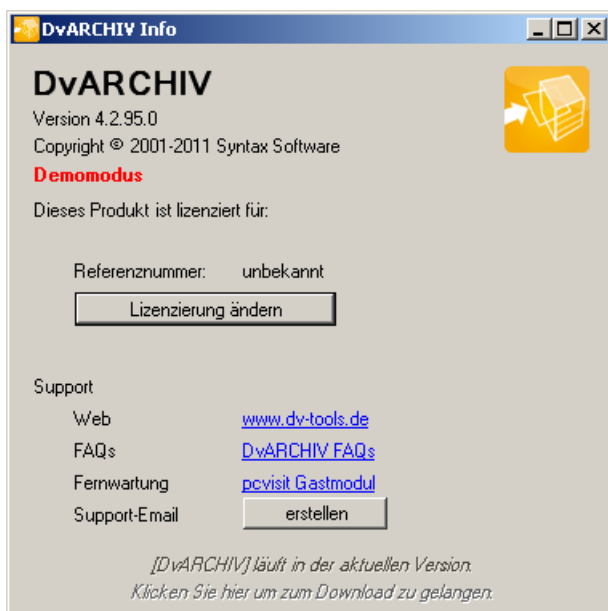 DvARCHIV Info
DvARCHIV
Version 4.2.95.0
Copyright © 2001-2011 Syntax Software
Demomodus
Dieses Produkt ist lizenziert für:
Referenznummer: unbekannt
Lizenzierung ändern
Support
Web www.dv-tools.de
FAQs DvARCHIV FAQs
Fernwartung pcvisit Gastmodul
Support-Email erstellen
[DvARCHIV] läuft in der aktuellen Version.
Klicken Sie hier um zum Download zu gelangen.